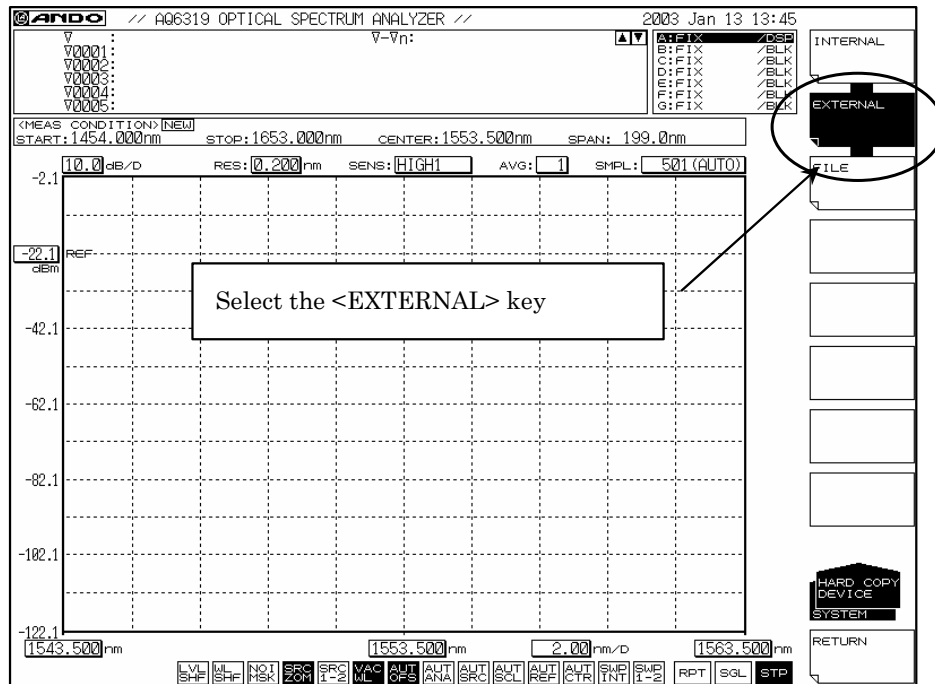 ANDO // AQ6319 OPTICAL SPECTRUM ANALYZER // 2003 Jan 13 13:45
∇ : ∇-∇n: ▲ ▼
∇0001:
∇0002:
∇0003:
∇0004:
∇0005:
A:FIX /DSP
B:FIX /BLK
C:FIX /BLK
D:FIX /BLK
E:FIX /BLK
F:FIX /BLK
G:FIX /BLK
<MEAS CONDITION> NEW
START:1454.000nm STOP:1653.000nm CENTER:1553.500nm SPAN: 199.0nm
10.0 dB/D RES: 0.200 nm SENS: HIGH1 AVG: 1 SMPL: 501(AUTO)
-2.1
-22.1 REF
dBm
Select the <EXTERNAL> key
-42.1
-62.1
-82.1
-102.1
-122.1
1543.500 nm 1553.500 nm 2.00 nm/D 1563.500 nm
LVL SHF
WL SHF
NOI MSK
SRC ZOM
SRC 1-2
VAC WL
AUT OFS
AUT ANA
AUT SRC
AUT SCL
AUT REF
AUT CTR
SWP INT
SWP 1-2
RPT
SGL
STP
INTERNAL
EXTERNAL
FILE
HARD COPY
DEVICE
SYSTEM
RETURN